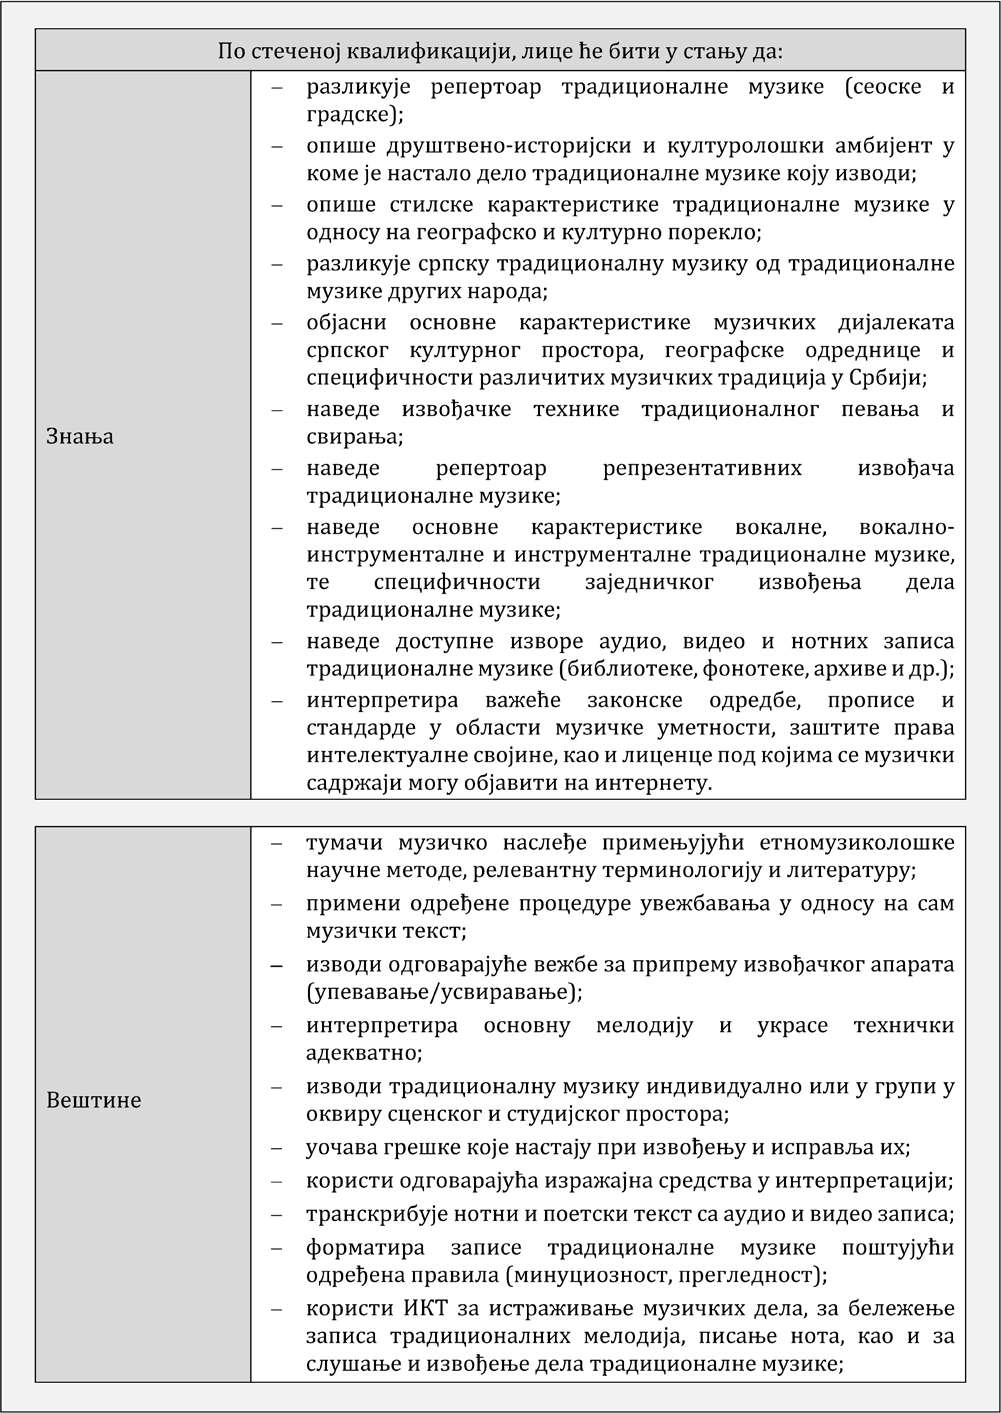 По стеченој квалификацији, лице ће бити у стању да:
Знања
– разликује репертоар традиционалне музике (сеоске и
градске);
– опише друштвено-историјски и културолошки амбијент у
коме је настало дело традиционалне музике коју изводи;
– опише стилске карактеристике традиционалне музике у
односу на географско и културно порекло;
– разликује српску традиционалну музику од традиционалне
музике других народа;
– објасни основне карактеристике музичких дијалеката
српског културног простора, географске одреднице и
специфичности различитих музичких традиција у Србији;
– наведе извођачке технике традиционалног певања и
свирања;
– наведе репертоар репрезентативних извођача
традиционалне музике;
– наведе основне карактеристике вокалне, вокално-
инструменталне и инструменталне традиционалне музике,
те специфичности заједничког извођења дела
традиционалне музике;
– наведе доступне изворе аудио, видео и нотних записа
традиционалне музике (библиотеке, фонотеке, архиве и др.);
– интерпретира важеће законске одредбе, прописе и
стандарде у области музичке уметности, заштите права
интелектуалне својине, као и лиценце под којима се музички
садржаји могу објавити на интернету.
Вештине
– тумачи музичко наслеђе примењујући етномузиколошке
научне методе, релевантну терминологију и литературу;
– примени одређене процедуре увежбавања у односу на сам
музички текст;
– изводи одговарајуће вежбе за припрему извођачког апарата
(упевавање/усвиравање);
– интерпретира основну мелодију и украсе технички
адекватно;
– изводи традиционалну музику индивидуално или у групи у
оквиру сценског и студијског простора;
– уочава грешке које настају при извођењу и исправља их;
– користи одговарајућа изражајна средства у интерпретацији;
– транскрибује нотни и поетски текст са аудио и видео записа;
– форматира записе традиционалне музике поштујући
одређена правила (минуциозност, прегледност);
– користи ИКТ за истраживање музичких дела, за бележење
записа традиционалних мелодија, писање нота, као и за
слушање и извођење дела традиционалне музике;